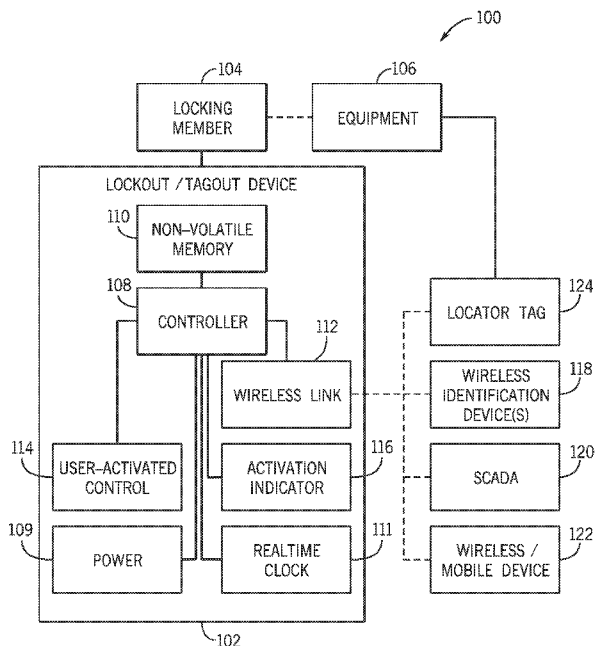 100
104
106
LOCKING
MEMBER
EQUIPMENT
LOCKOUT / TAGOUT DEVICE
110
NON-VOLATILE
MEMORY
108
CONTROLLER
112
WIRELESS LINK
124
LOCATOR TAG
118
WIRELESS
IDENTIFICATION
DEVICE(S)
114
USER-ACTIVATED
CONTROL
116
ACTIVATION
INDICATOR
120
SCADA
109
POWER
111
REALTIME
CLOCK
122
WIRELESS /
MOBILE DEVICE
102